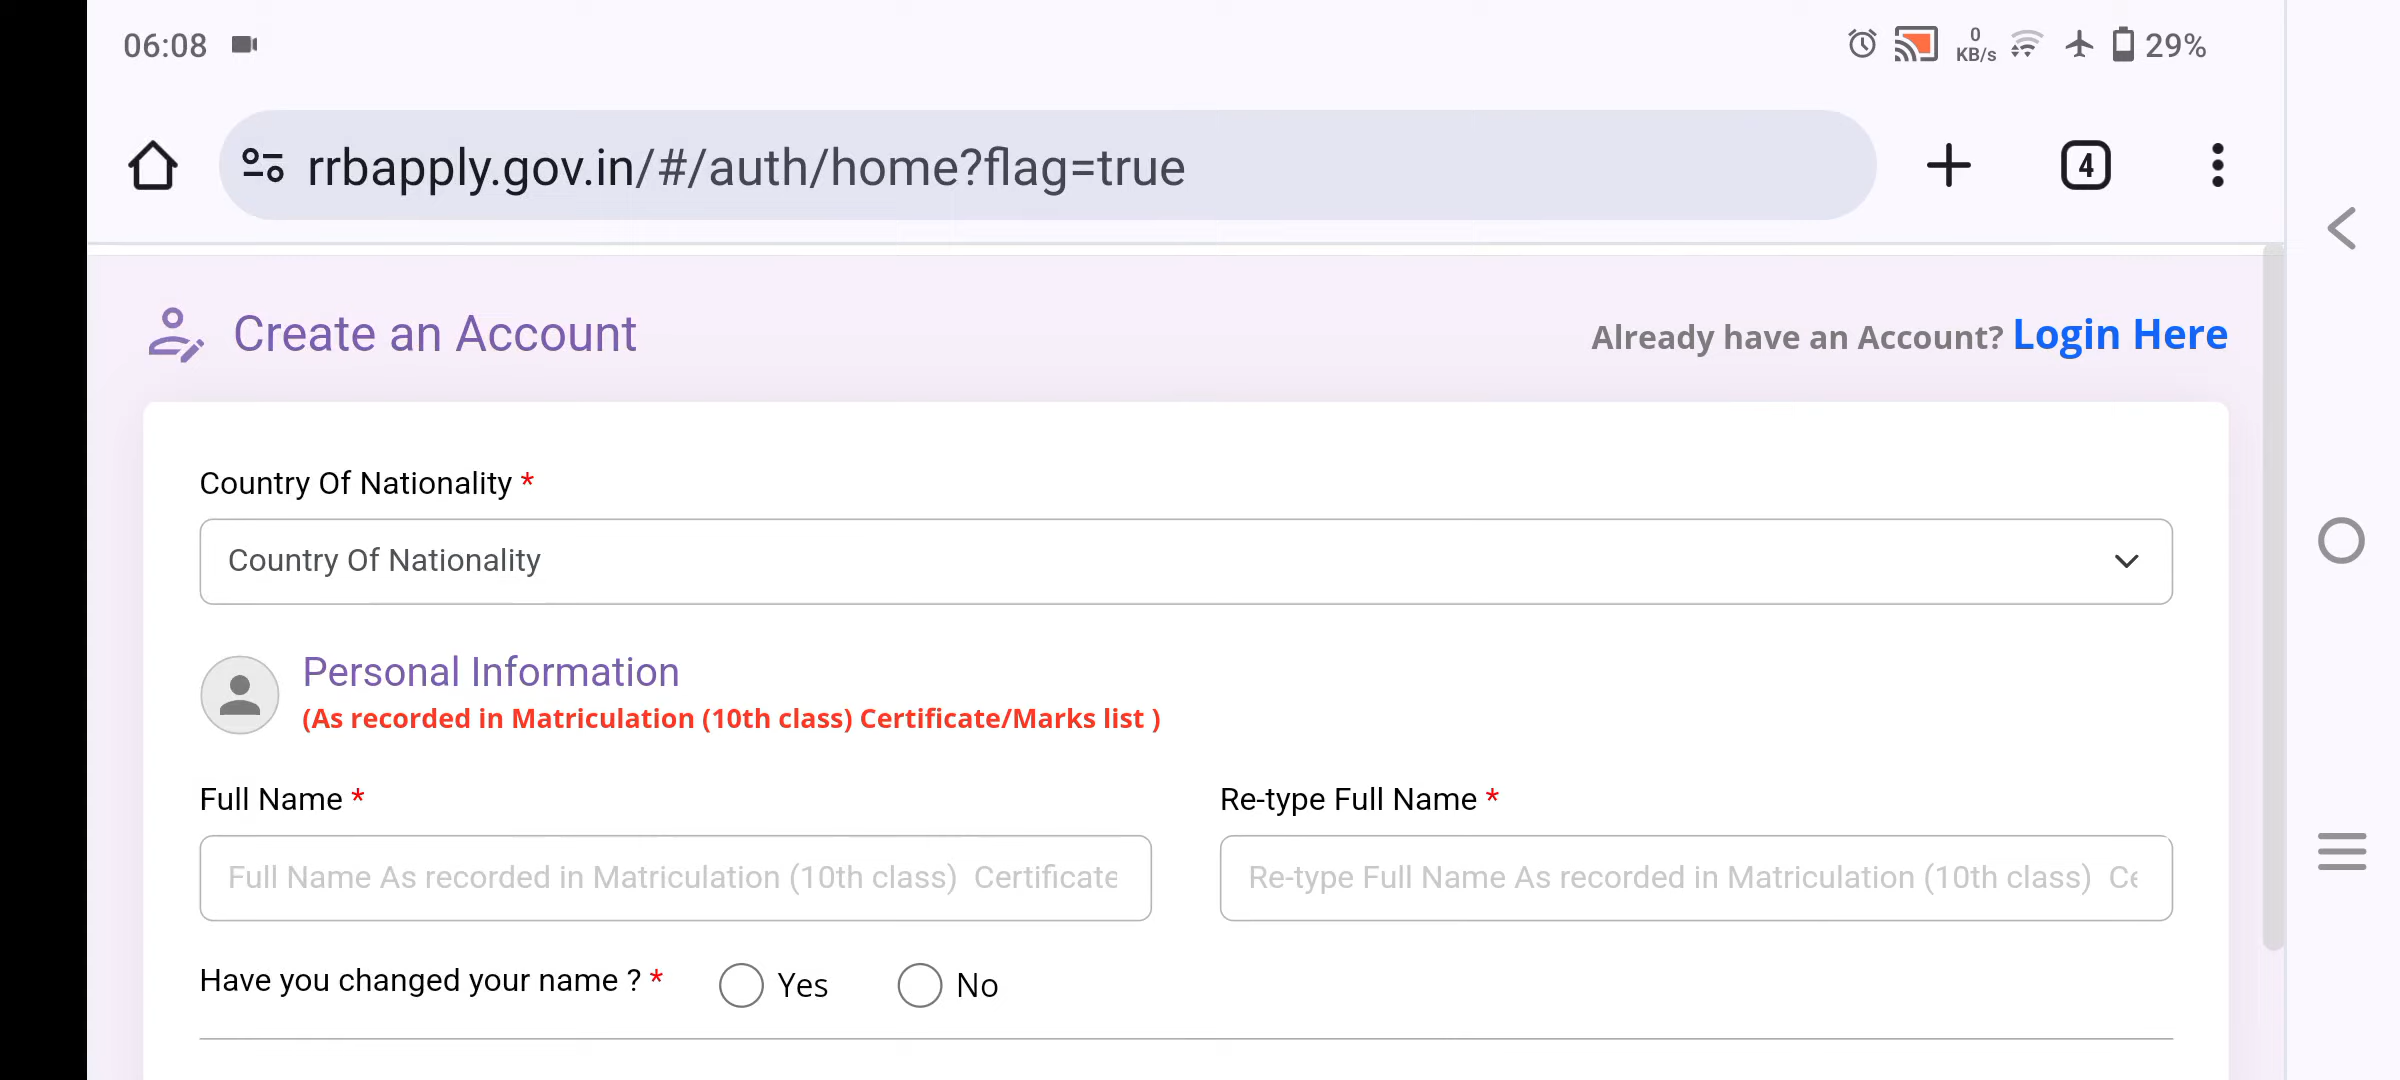 06:08
0 KB/s
29%
rrbapply.gov.in/#/auth/home?flag=true
4
Create an Account
Already have an Account? Login Here
Country Of Nationality *
Country Of Nationality
Personal Information
(As recorded in Matriculation (10th class) Certificate/Marks list )
Full Name *
Re-type Full Name *
Full Name As recorded in Matriculation (10th class) Certificate
Re-type Full Name As recorded in Matriculation (10th class) Ce
Have you changed your name ? * Yes No